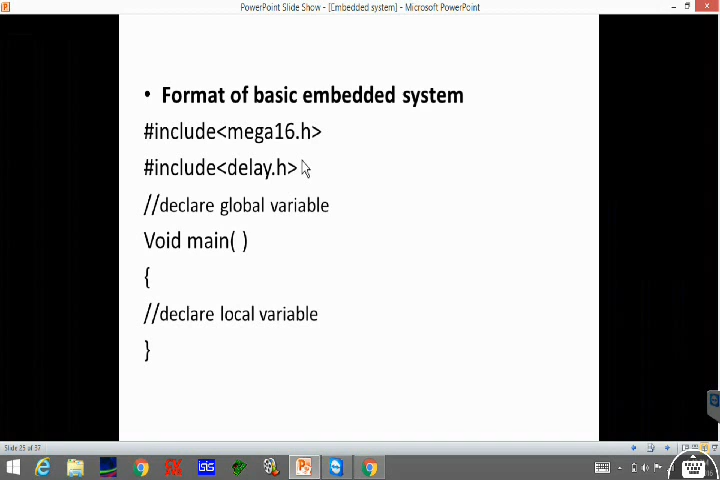 PowerPoint Slide Show - [Embedded system] - Microsoft PowerPoint
• Format of basic embedded system
#include<mega16.h>
#include<delay.h>
//declare global variable
Void main( )
{
//declare local variable
}
Slide 25 of 37